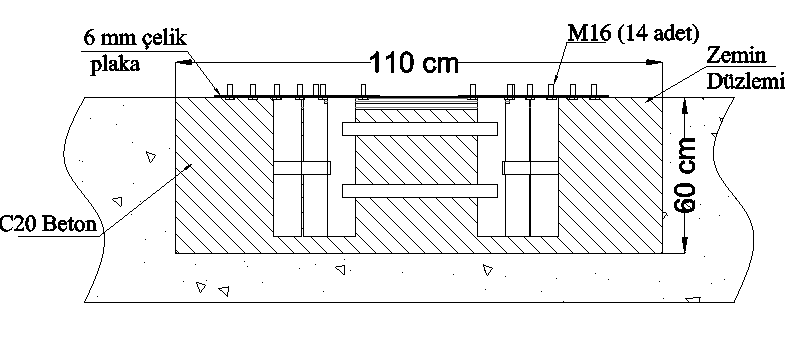 6 mm çelik
plaka
110 cm
M16 (14 adet)
Zemin
Düzlemi
60 cm
C20 Beton